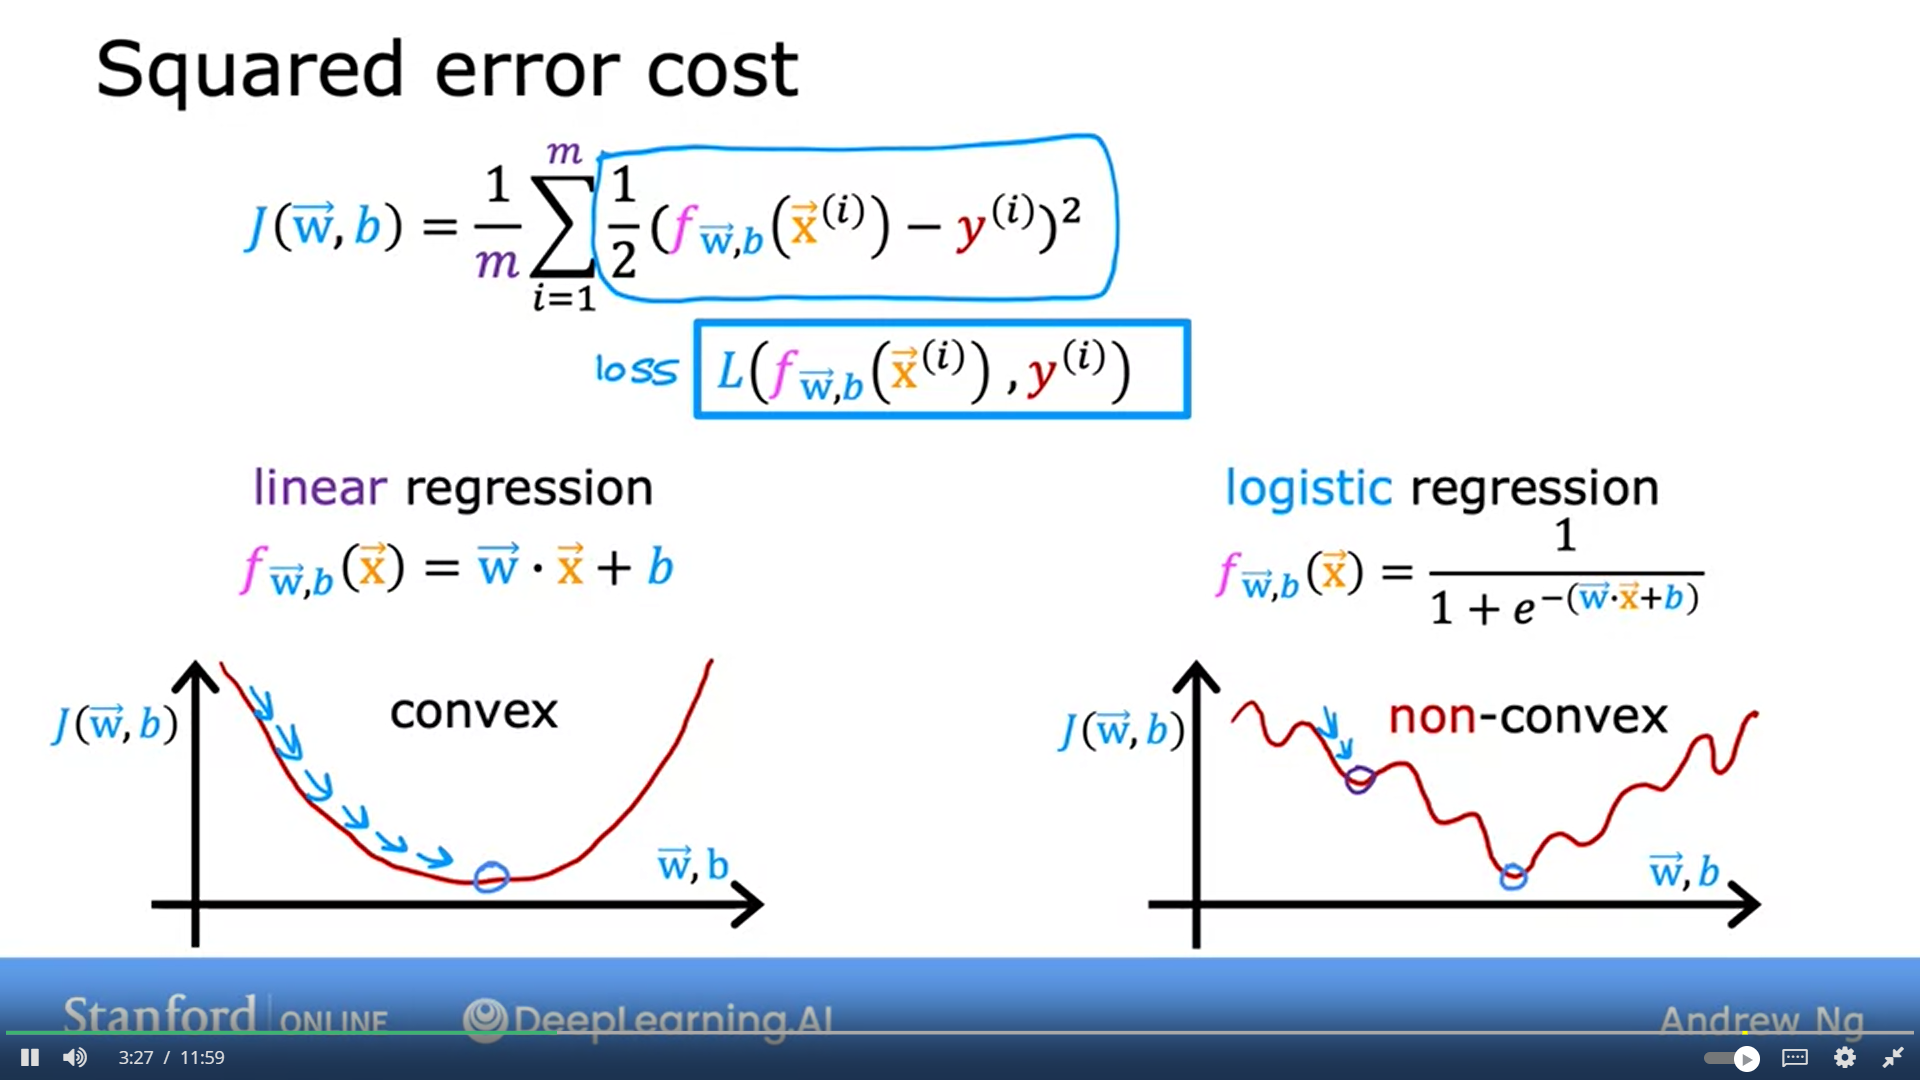 Squared error cost
J(w⃗, b) = 1/m ∑_{i=1}^{m} 1/2 (f_{w⃗,b}(x⃗^{(i)}) − y^{(i)})²
loss L(f_{w⃗,b}(x⃗^{(i)}), y^{(i)})
linear regression
f_{w⃗,b}(x⃗) = w⃗ · x⃗ + b
J(w⃗, b)
convex
w⃗, b
logistic regression
f_{w⃗,b}(x⃗) = 1 / (1 + e^{−(w⃗·x⃗+b)})
J(w⃗, b)
non-convex
w⃗, b
Stanford ONLINE
DeepLearning.AI
Andrew Ng
3:27 / 11:59